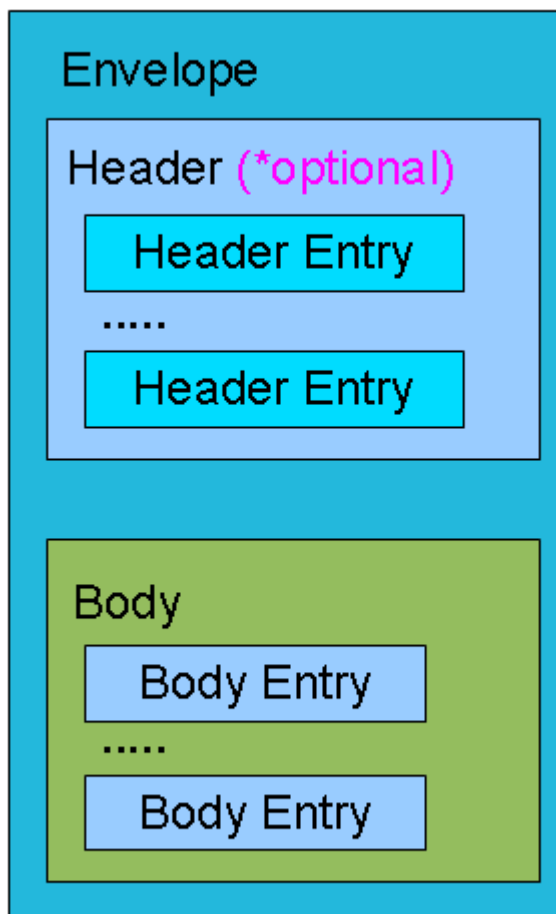 Envelope
Header (*optional)
Header Entry
.....
Header Entry
Body
Body Entry
.....
Body Entry